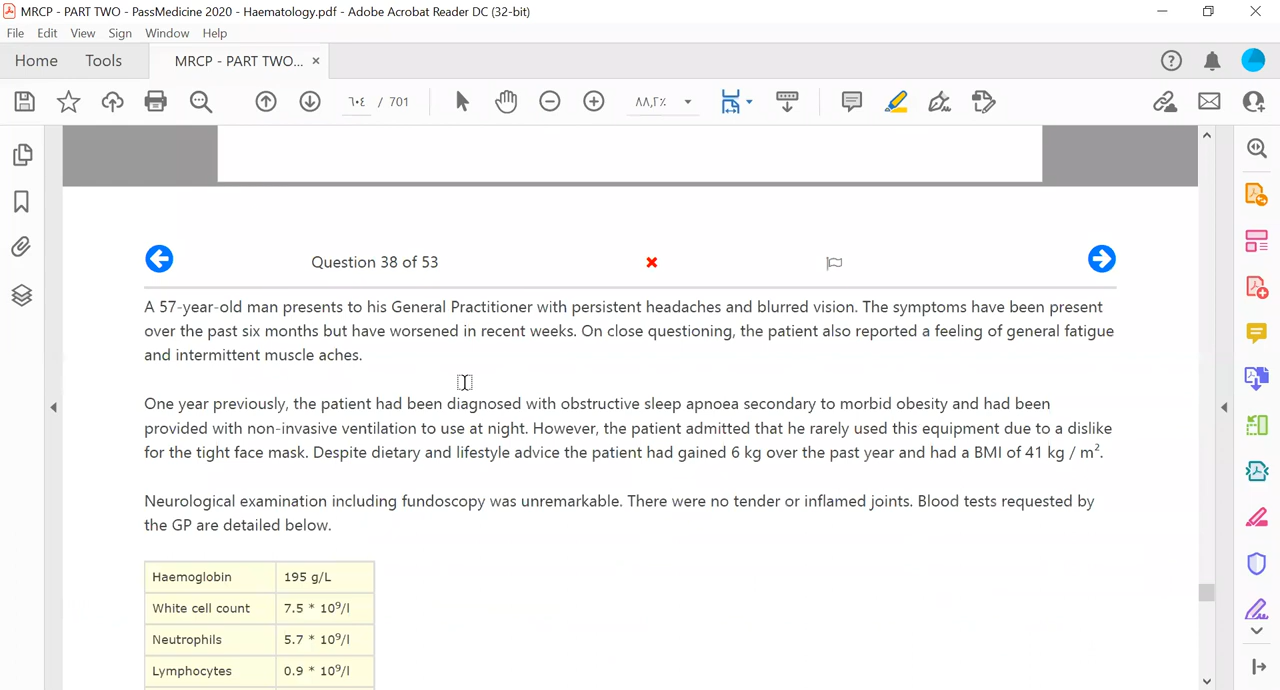 MRCP - PART TWO - PassMedicine 2020 - Haematology.pdf - Adobe Acrobat Reader DC (32-bit)
File Edit View Sign Window Help
Home Tools MRCP - PART TWO... ×
٦٠٤ / 701 ٨٨,٢٪
Question 38 of 53
A 57-year-old man presents to his General Practitioner with persistent headaches and blurred vision. The symptoms have been present
over the past six months but have worsened in recent weeks. On close questioning, the patient also reported a feeling of general fatigue
and intermittent muscle aches.
One year previously, the patient had been diagnosed with obstructive sleep apnoea secondary to morbid obesity and had been
provided with non-invasive ventilation to use at night. However, the patient admitted that he rarely used this equipment due to a dislike
for the tight face mask. Despite dietary and lifestyle advice the patient had gained 6 kg over the past year and had a BMI of 41 kg / m².
Neurological examination including fundoscopy was unremarkable. There were no tender or inflamed joints. Blood tests requested by
the GP are detailed below.
Haemoglobin 195 g/L
White cell count 7.5 * 10⁹/l
Neutrophils 5.7 * 10⁹/l
Lymphocytes 0.9 * 10⁹/l